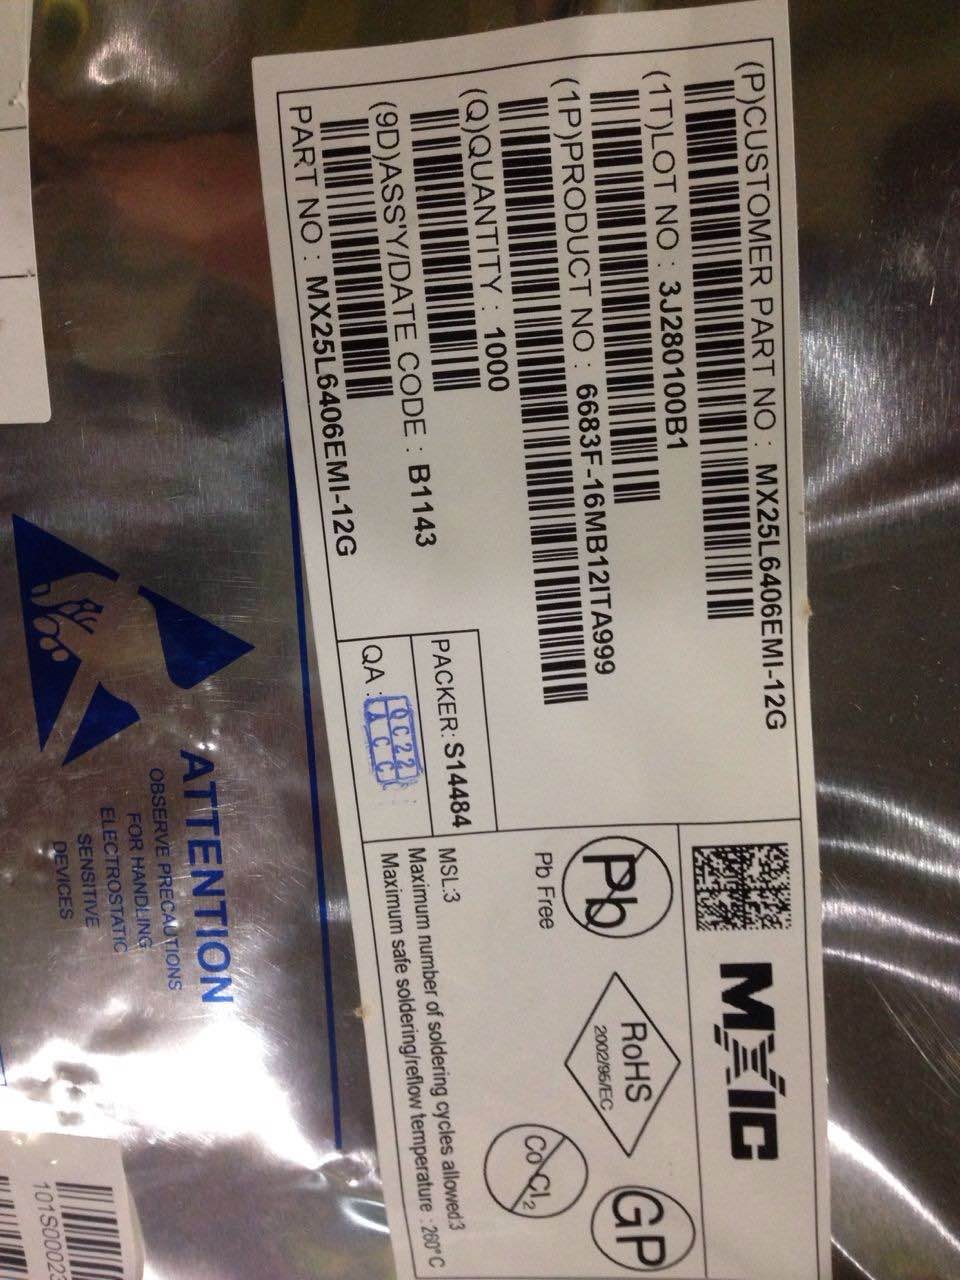 (P)CUSTOMER PART NO : MX25L6406EMI-12G
(1T)LOT NO : 3J280100B1
(1P)PRODUCT NO : 6683F-16MB12ITA999
(Q)QUANTITY : 1000
(9D)ASS'Y/DATE CODE : B1143
PART NO : MX25L6406EMI-12G
PACKER: S14484
QA :
QC22
ACC
MXIC
Pb
Pb Free
RoHS
2002/95/EC
GP
CoCl2
MSL:3
Maximum number of soldering cycles allowed:3
Maximum safe soldering/reflow temperature : 260°C
ATTENTION
OBSERVE PRECAUTIONS
FOR HANDLING
ELECTROSTATIC
SENSITIVE
DEVICES